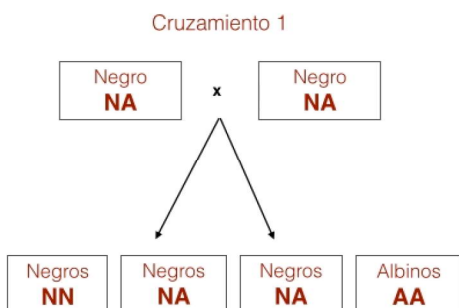 Cruzamiento 1
Negro
NA
x
Negro
NA
Negros
NN
Negros
NA
Negros
NA
Albinos
AA